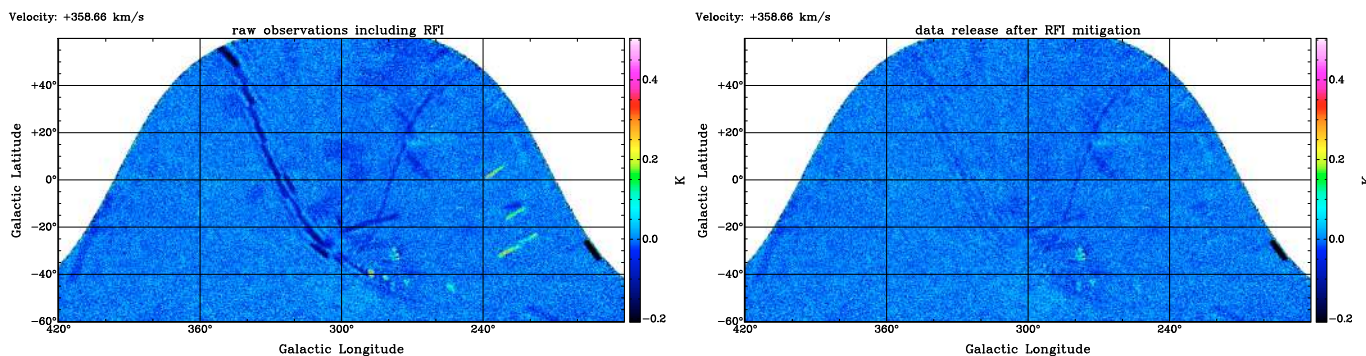 Velocity: +358.66 km/s
raw observations including RFI
+40°
+20°
0°
−20°
−40°
−60°
420
360
300
240°
Galactic Latitude
Galactic Longitude
0.4
0.2
0.0
−0.2
K
Velocity: +358.66 km/s
data release after RFI mitigation
+40°
+20°
0°
−20°
−40°
−60°
420
360
300
240°
Galactic Latitude
Galactic Longitude
0.4
0.2
0.0
−0.2
K